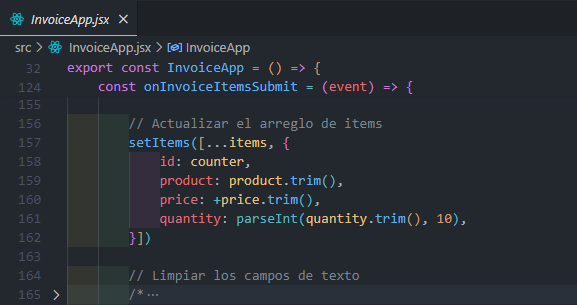 InvoiceApp.jsx ×
src > InvoiceApp.jsx > InvoiceApp
32 export const InvoiceApp = () => {
124 const onInvoiceItemsSubmit = (event) => {
155
156 // Actualizar el arreglo de items
157 setItems([...items, {
158 id: counter,
159 product: product.trim(),
160 price: +price.trim(),
161 quantity: parseInt(quantity.trim(), 10),
162 }])
163
164 // Limpiar los campos de texto
165 > /* ···